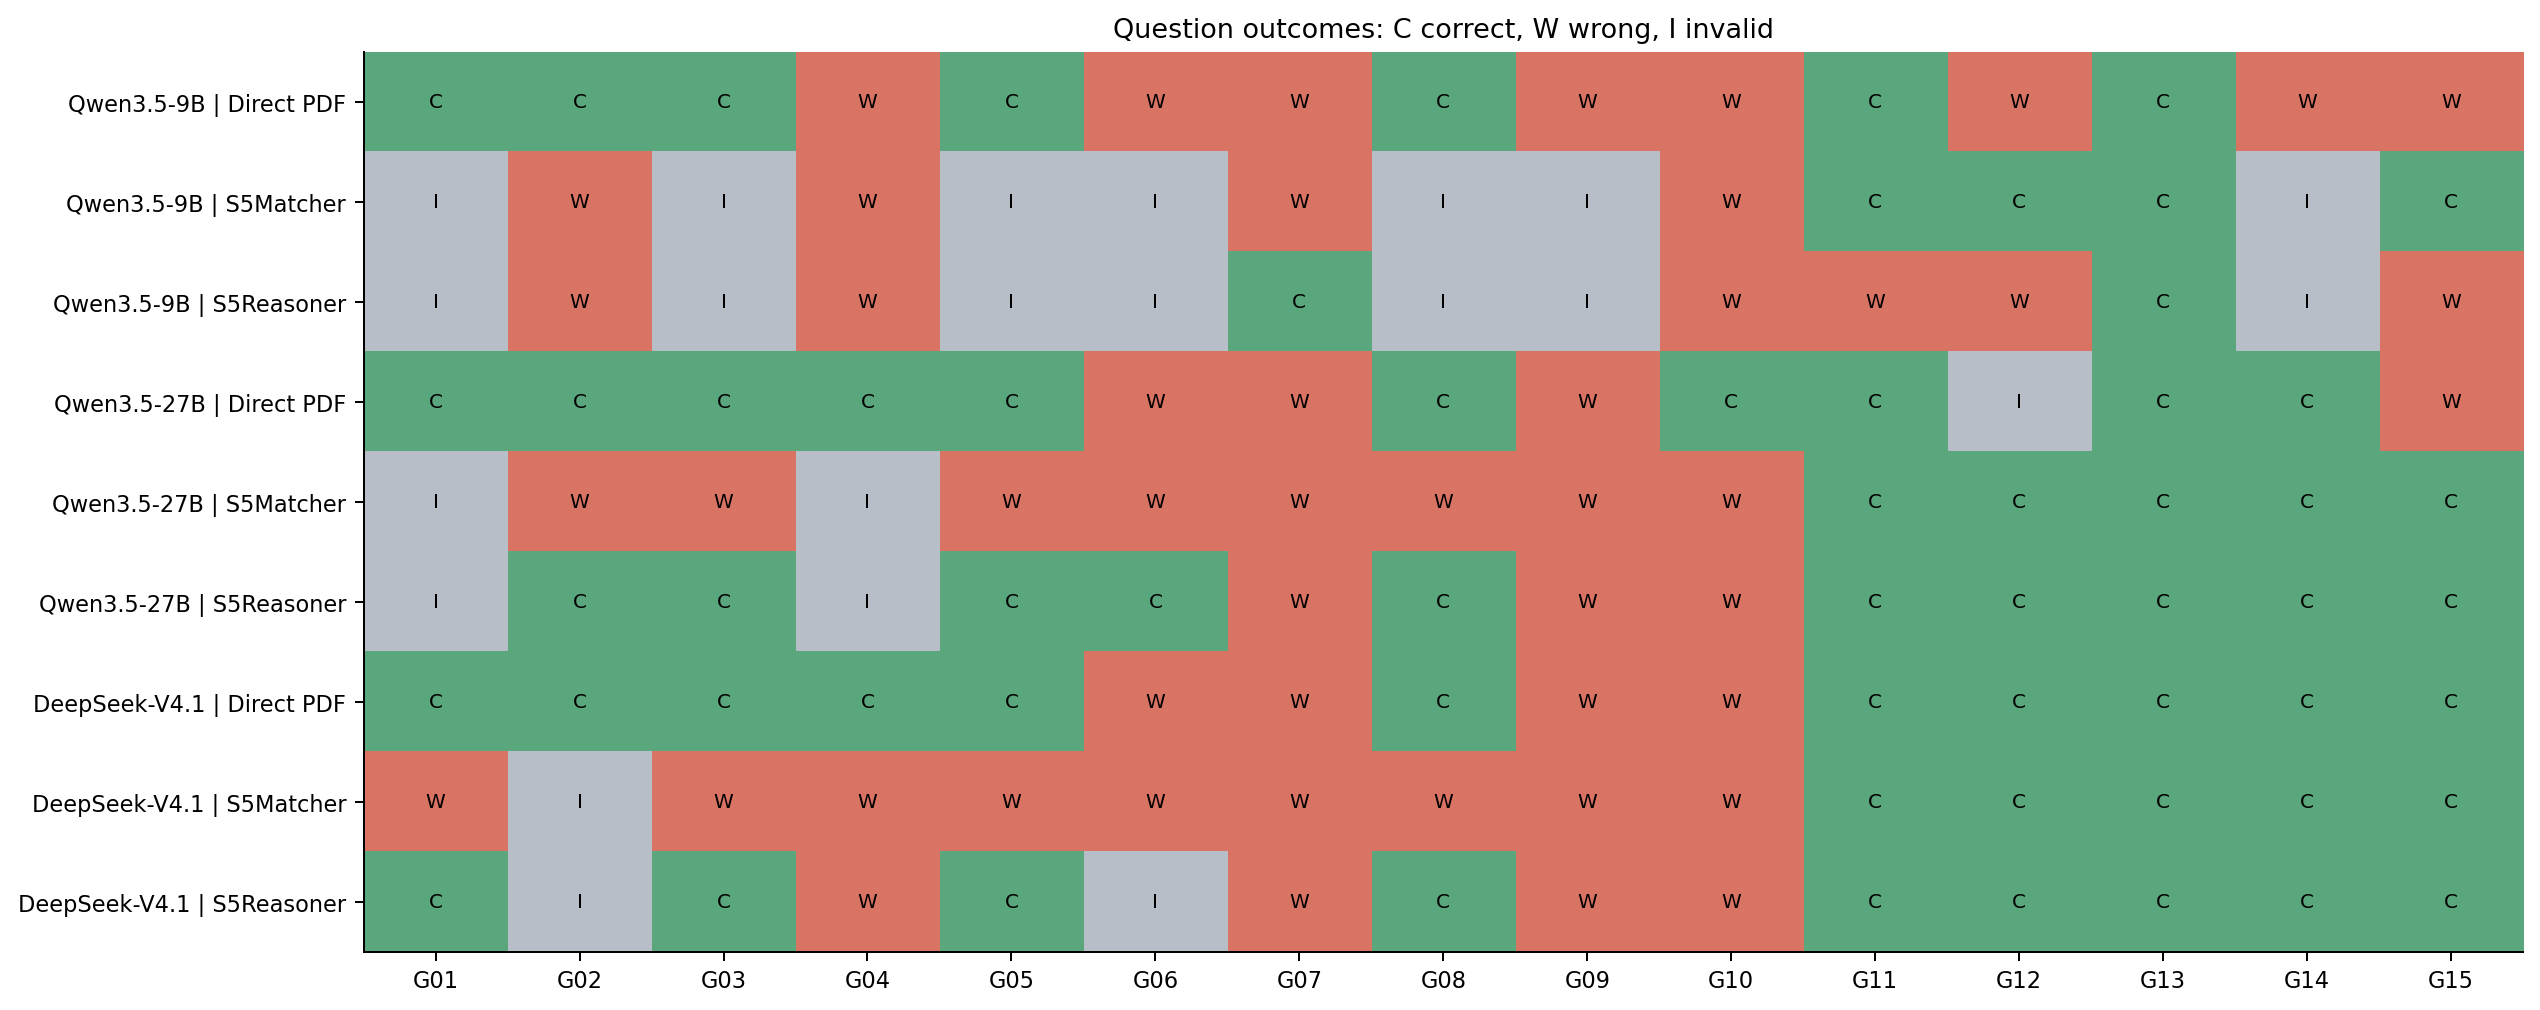 Question outcomes: C correct, W wrong, I invalid
Qwen3.5-9B | Direct PDF C C C W C W W C W W C W C W W
Qwen3.5-9B | S5Matcher I W I W I I W I I W C C C I C
Qwen3.5-9B | S5Reasoner I W I W I I C I I W W W C I W
Qwen3.5-27B | Direct PDF C C C C C W W C W C C I C C W
Qwen3.5-27B | S5Matcher I W W I W W W W W W C C C C C
Qwen3.5-27B | S5Reasoner I C C I C C W C W W C C C C C
DeepSeek-V4.1 | Direct PDF C C C C C W W C W W C C C C C
DeepSeek-V4.1 | S5Matcher W I W W W W W W W W C C C C C
DeepSeek-V4.1 | S5Reasoner C I C W C I W C W W C C C C C
G01 G02 G03 G04 G05 G06 G07 G08 G09 G10 G11 G12 G13 G14 G15